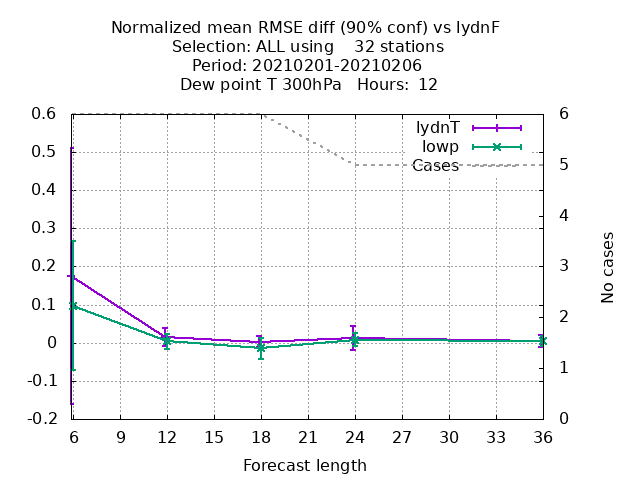 Normalized mean RMSE diff (90% conf) vs lydnF
Selection: ALL using    32 stations
Period: 20210201-20210206
Dew point T 300hPa   Hours:  12
lydnT
lowp
Cases
0.6
0.5
0.4
0.3
0.2
0.1
0
-0.1
-0.2
6
5
4
3
2
1
0
No cases
6 9 12 15 18 21 24 27 30 33 36
Forecast length